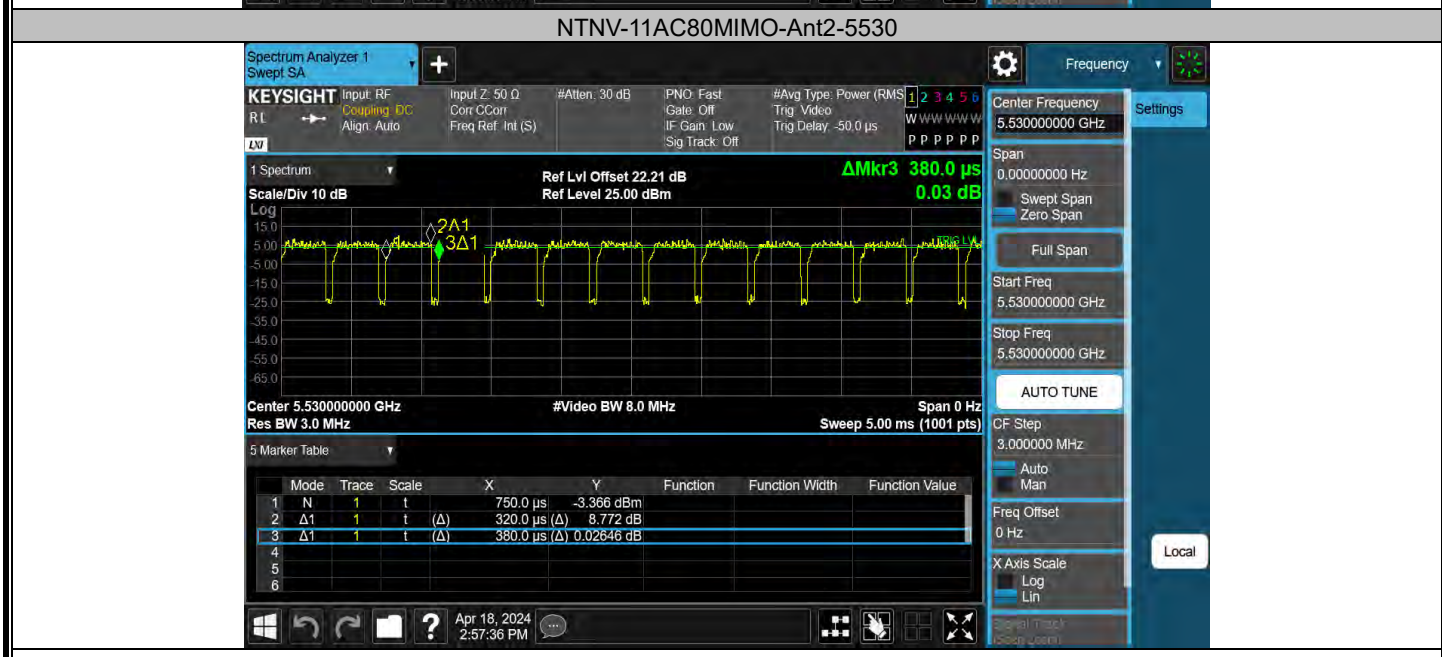 NTNV-11AC80MIMO-Ant2-5530
Spectrum Analyzer 1
Swept SA
+
Frequency
KEYSIGHT Input: RF Input Z: 50 Ω #Atten: 30 dB PNO: Fast #Avg Type: Power (RMS 1 2 3 4 5 6
RL Coupling: DC Corr CCorr Gate: Off Trig: Video W W W W W W
Align: Auto Freq Ref: Int (S) IF Gain: Low Trig Delay: -50.0 µs
LXI Sig Track: Off P P P P P P
Center Frequency
5.530000000 GHz
Settings
Span
0.00000000 Hz
Swept Span
Zero Span
Full Span
Start Freq
5.530000000 GHz
Stop Freq
5.530000000 GHz
AUTO TUNE
CF Step
3.000000 MHz
Auto
Man
Freq Offset
0 Hz
X Axis Scale
Log
Lin
Local
1 Spectrum Ref Lvl Offset 22.21 dB ΔMkr3 380.0 µs
Scale/Div 10 dB Ref Level 25.00 dBm 0.03 dB
Log
15.0 2Δ1
5.00 3Δ1 TRIG LVL
-5.00
-15.0
-25.0
-35.0
-45.0
-55.0
-65.0
Center 5.530000000 GHz #Video BW 8.0 MHz Span 0 Hz
Res BW 3.0 MHz Sweep 5.00 ms (1001 pts)
5 Marker Table
Mode Trace Scale X Y Function Function Width Function Value
1 N 1 t 750.0 µs -3.366 dBm
2 Δ1 1 t (Δ) 320.0 µs (Δ) 8.772 dB
3 Δ1 1 t (Δ) 380.0 µs (Δ) 0.02646 dB
4
5
6
? Apr 18, 2024
2:57:36 PM